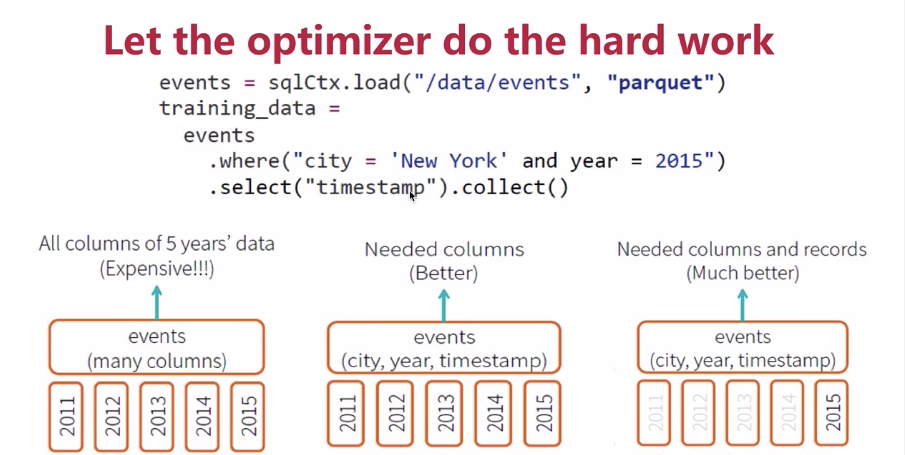 Let the optimizer do the hard work
events = sqlCtx.load("/data/events", "parquet")
training_data =
events
.where("city = 'New York' and year = 2015")
.select("timestamp").collect()
All columns of 5 years’ data
(Expensive!!!)
events
(many columns)
2011
2012
2013
2014
2015
Needed columns
(Better)
events
(city, year, timestamp)
2011
2012
2013
2014
2015
Needed columns and records
(Much better)
events
(city, year, timestamp)
2011
2012
2013
2014
2015